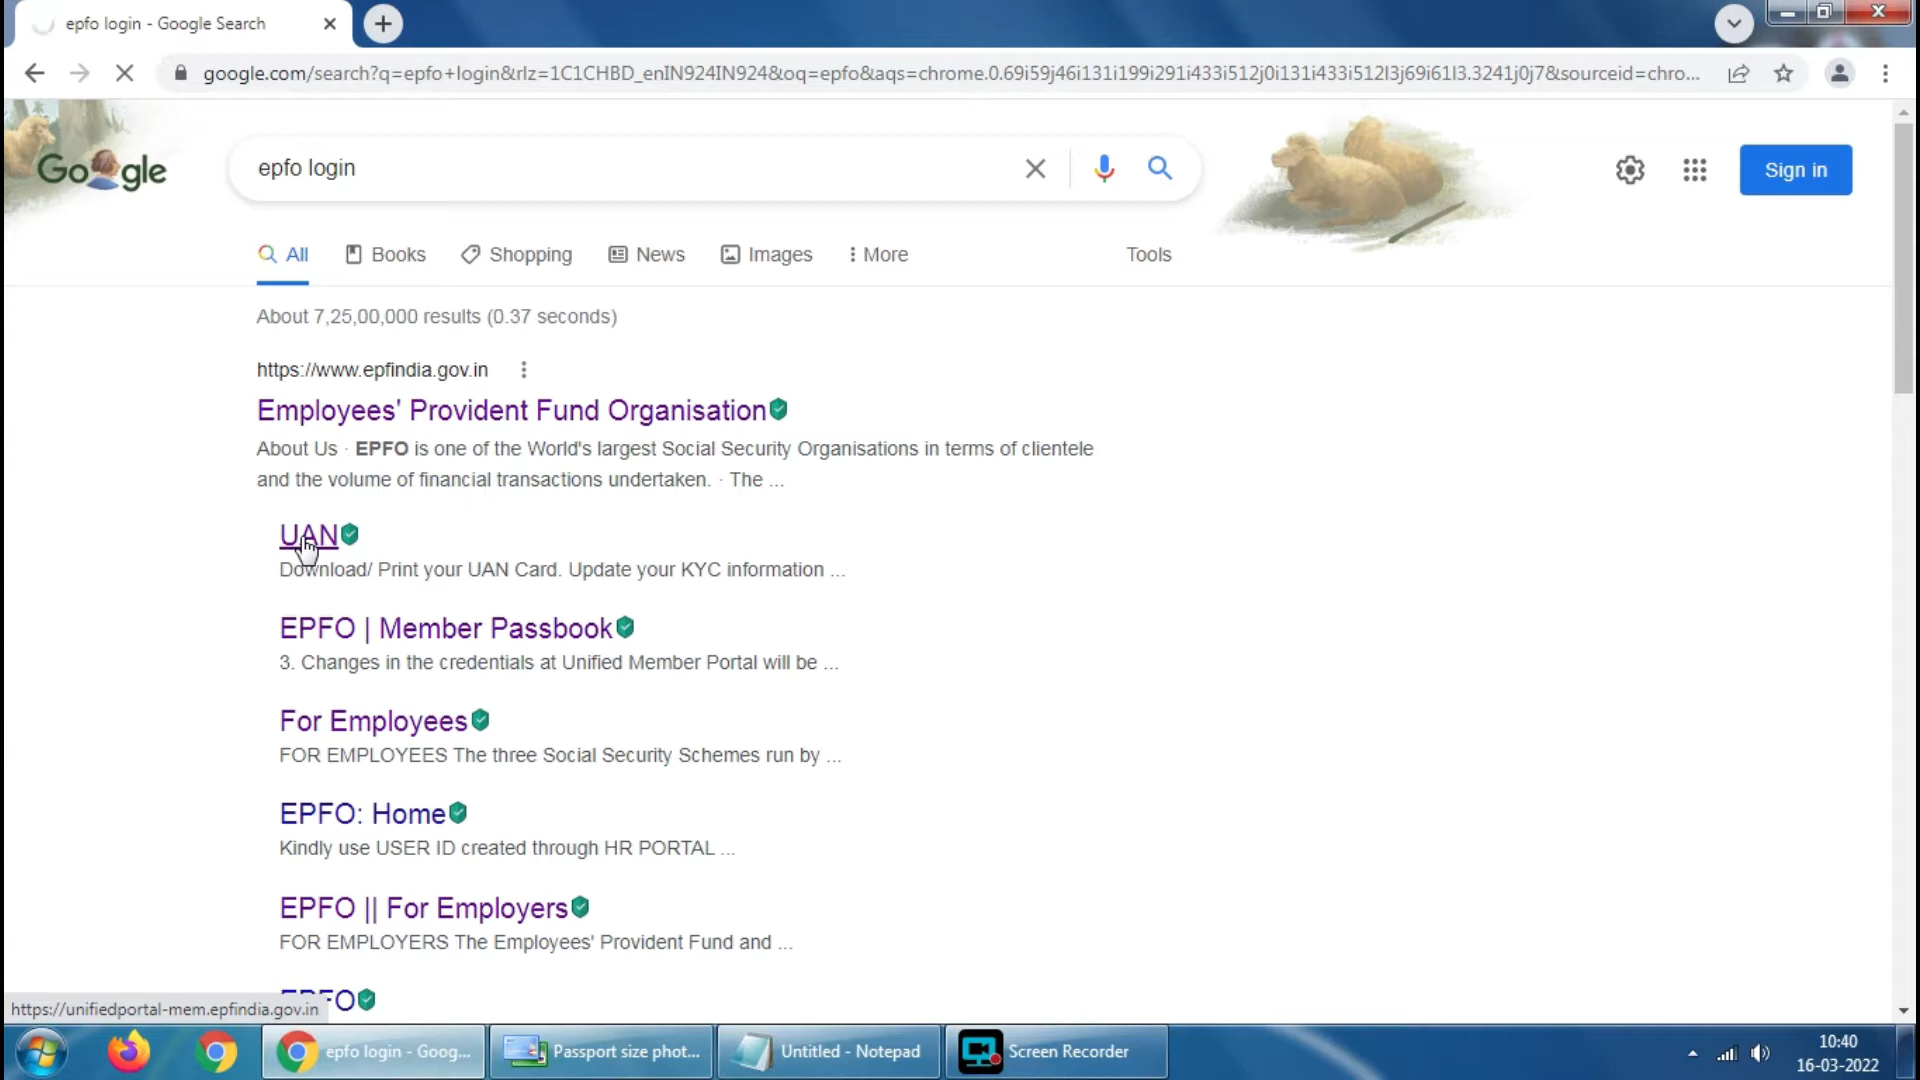 epfo login - Google Search
google.com/search?q=epfo+login&rlz=1C1CHBD_enIN924IN924&oq=epfo&aqs=chrome.0.69i59j46i131i199i291i433i512j0i131i433i512l3j69i61l3.3241j0j7&sourceid=chro...
Google
epfo login
Sign in
All
Books
Shopping
News
Images
More
Tools
About 7,25,00,000 results (0.37 seconds)
https://www.epfindia.gov.in
Employees' Provident Fund Organisation
About Us · EPFO is one of the World's largest Social Security Organisations in terms of clientele
and the volume of financial transactions undertaken. · The ...
UAN
Download/ Print your UAN Card. Update your KYC information ...
EPFO | Member Passbook
3. Changes in the credentials at Unified Member Portal will be ...
For Employees
FOR EMPLOYEES The three Social Security Schemes run by ...
EPFO: Home
Kindly use USER ID created through HR PORTAL ...
EPFO || For Employers
FOR EMPLOYERS The Employees' Provident Fund and ...
EPFO
https://unifiedportal-mem.epfindia.gov.in
epfo login - Goog...
Passport size phot...
Untitled - Notepad
Screen Recorder
10:40
16-03-2022